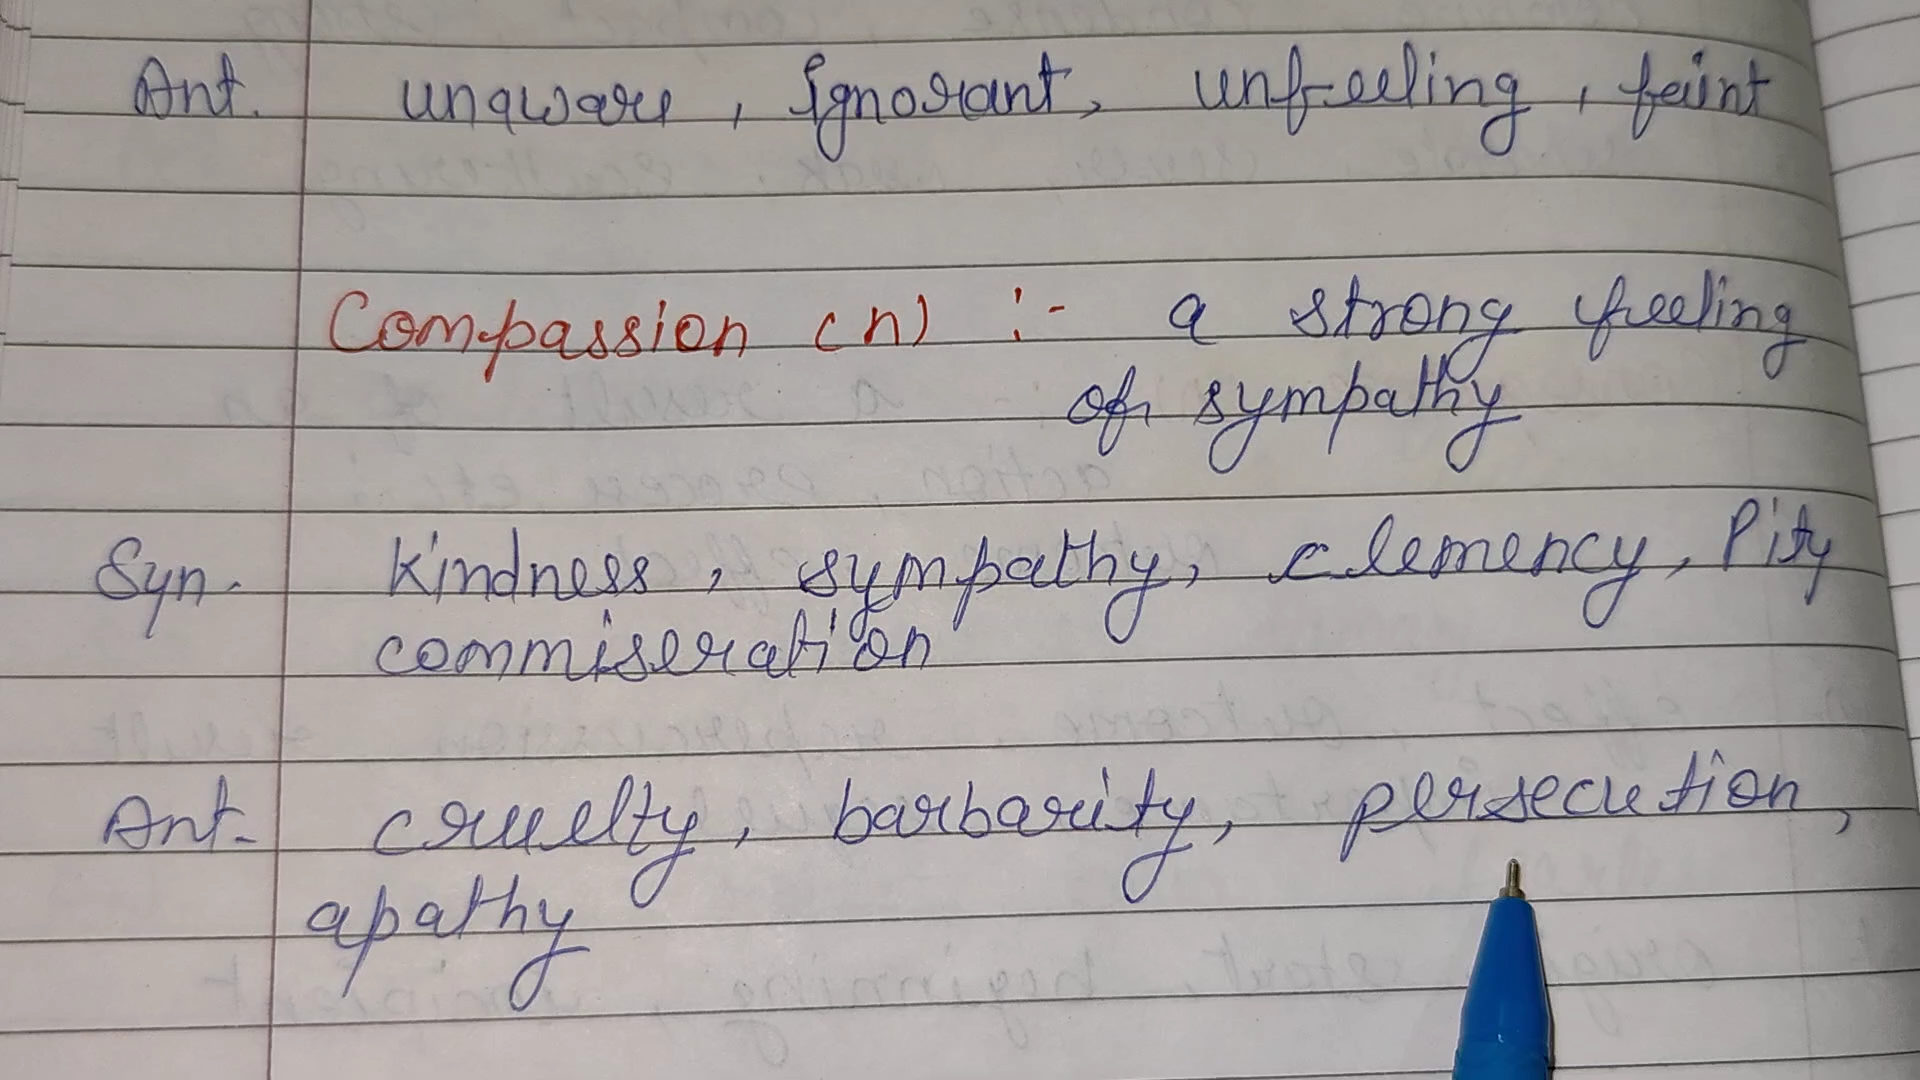 Ant. unaware, Ignorant, unfeeling, feint
Compassion (n) :- a strong feeling
of sympathy
Syn. Kindness, sympathy, clemency, Pity
commiseration
Ant. cruelty, barbarity, persecution,
apathy